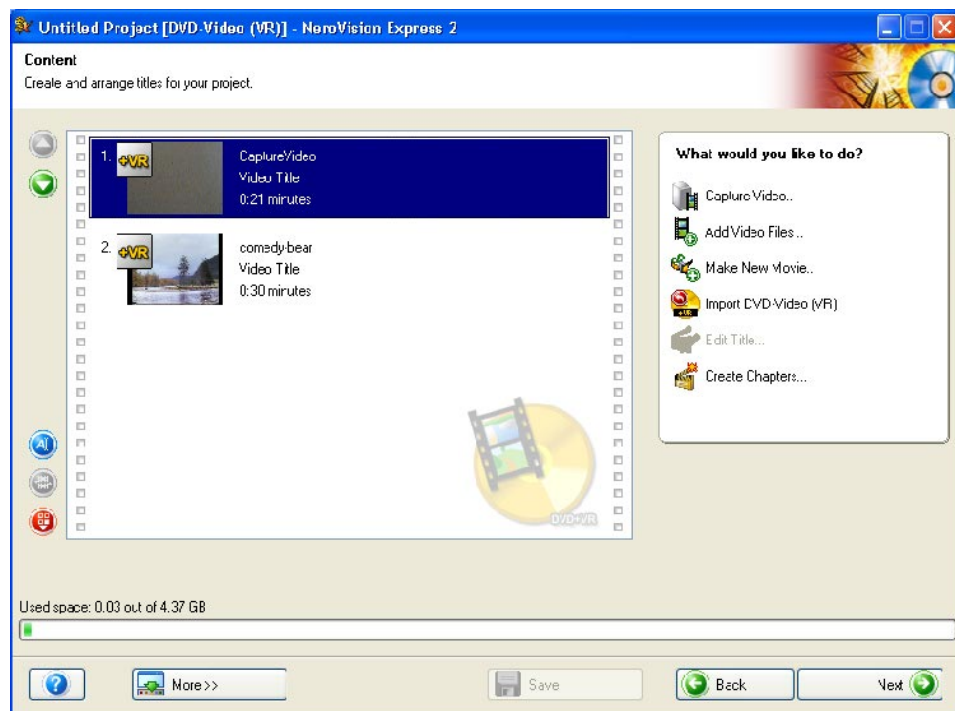 Untitled Project [DVD-Video (VR)] - NeroVision Express 2
Content
Create and arrange titles for your project.
1.
+VR
CaptureVideo
Video Title
0:21 minutes
2.
+VR
comedy-bear
Video Title
0:30 minutes
DVD+VR
What would you like to do?
Capture Video...
Add Video Files...
Make New Movie...
Import DVD-Video (VR)
Edit Title...
Create Chapters...
Used space: 0.03 out of 4.37 GB
More >>
Save
Back
Next